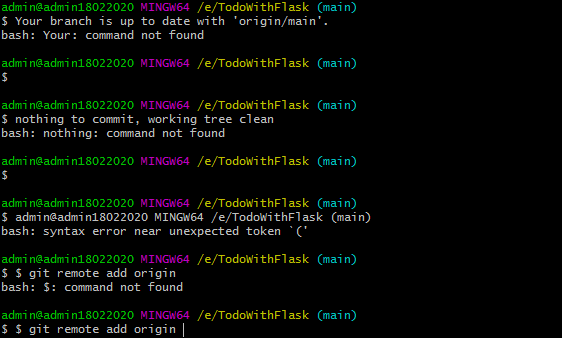 admin@admin18022020 MINGW64 /e/TodoWithFlask (main)
$ Your branch is up to date with 'origin/main'.
bash: Your: command not found
admin@admin18022020 MINGW64 /e/TodoWithFlask (main)
$
admin@admin18022020 MINGW64 /e/TodoWithFlask (main)
$ nothing to commit, working tree clean
bash: nothing: command not found
admin@admin18022020 MINGW64 /e/TodoWithFlask (main)
$
admin@admin18022020 MINGW64 /e/TodoWithFlask (main)
$ admin@admin18022020 MINGW64 /e/TodoWithFlask (main)
bash: syntax error near unexpected token `('
admin@admin18022020 MINGW64 /e/TodoWithFlask (main)
$ $ git remote add origin
bash: $: command not found
admin@admin18022020 MINGW64 /e/TodoWithFlask (main)
$ $ git remote add origin